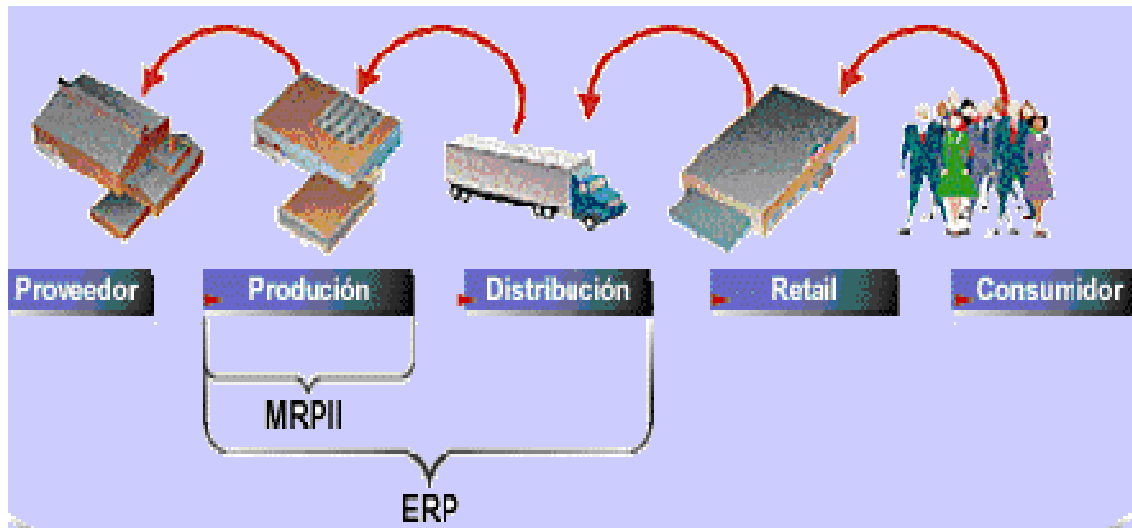 Proveedor
Produción
Distribución
Retail
Consumidor
MRPII
ERP